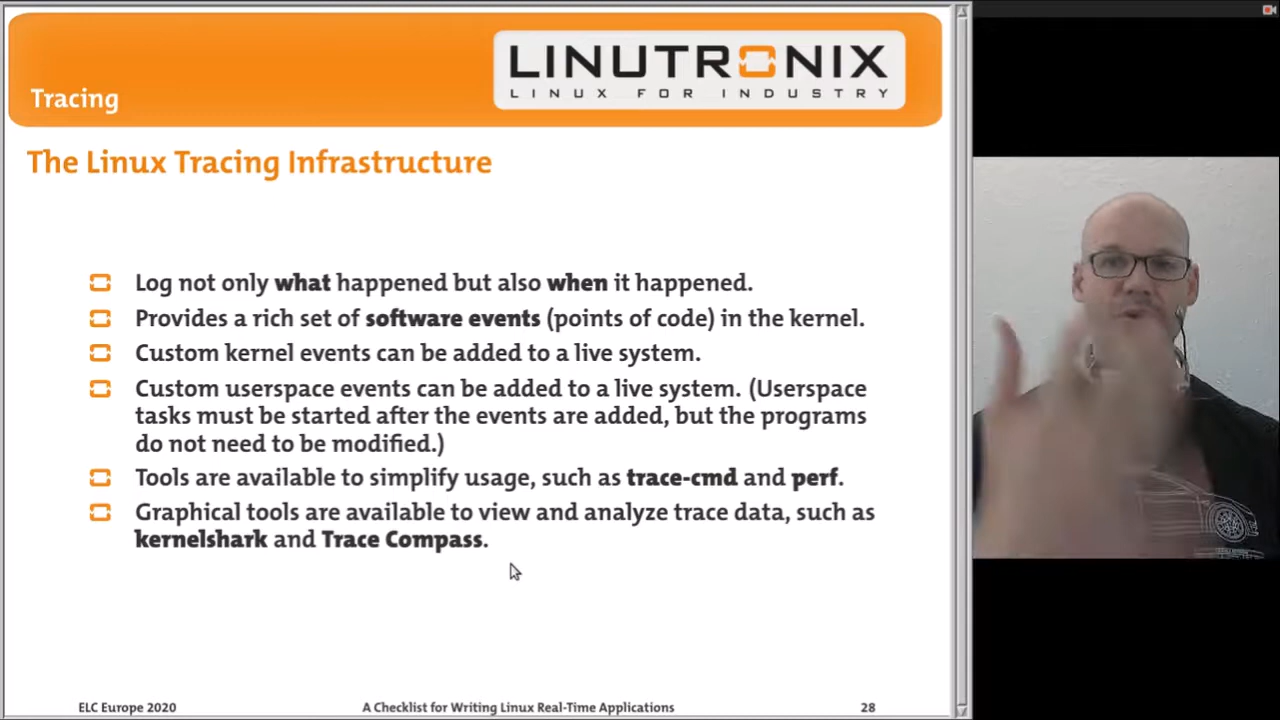 LINUTRONIX
LINUX FOR INDUSTRY
Tracing
The Linux Tracing Infrastructure
Log not only what happened but also when it happened.
Provides a rich set of software events (points of code) in the kernel.
Custom kernel events can be added to a live system.
Custom userspace events can be added to a live system. (Userspace
tasks must be started after the events are added, but the programs
do not need to be modified.)
Tools are available to simplify usage, such as trace-cmd and perf.
Graphical tools are available to view and analyze trace data, such as
kernelshark and Trace Compass.
ELC Europe 2020
A Checklist for Writing Linux Real-Time Applications
28